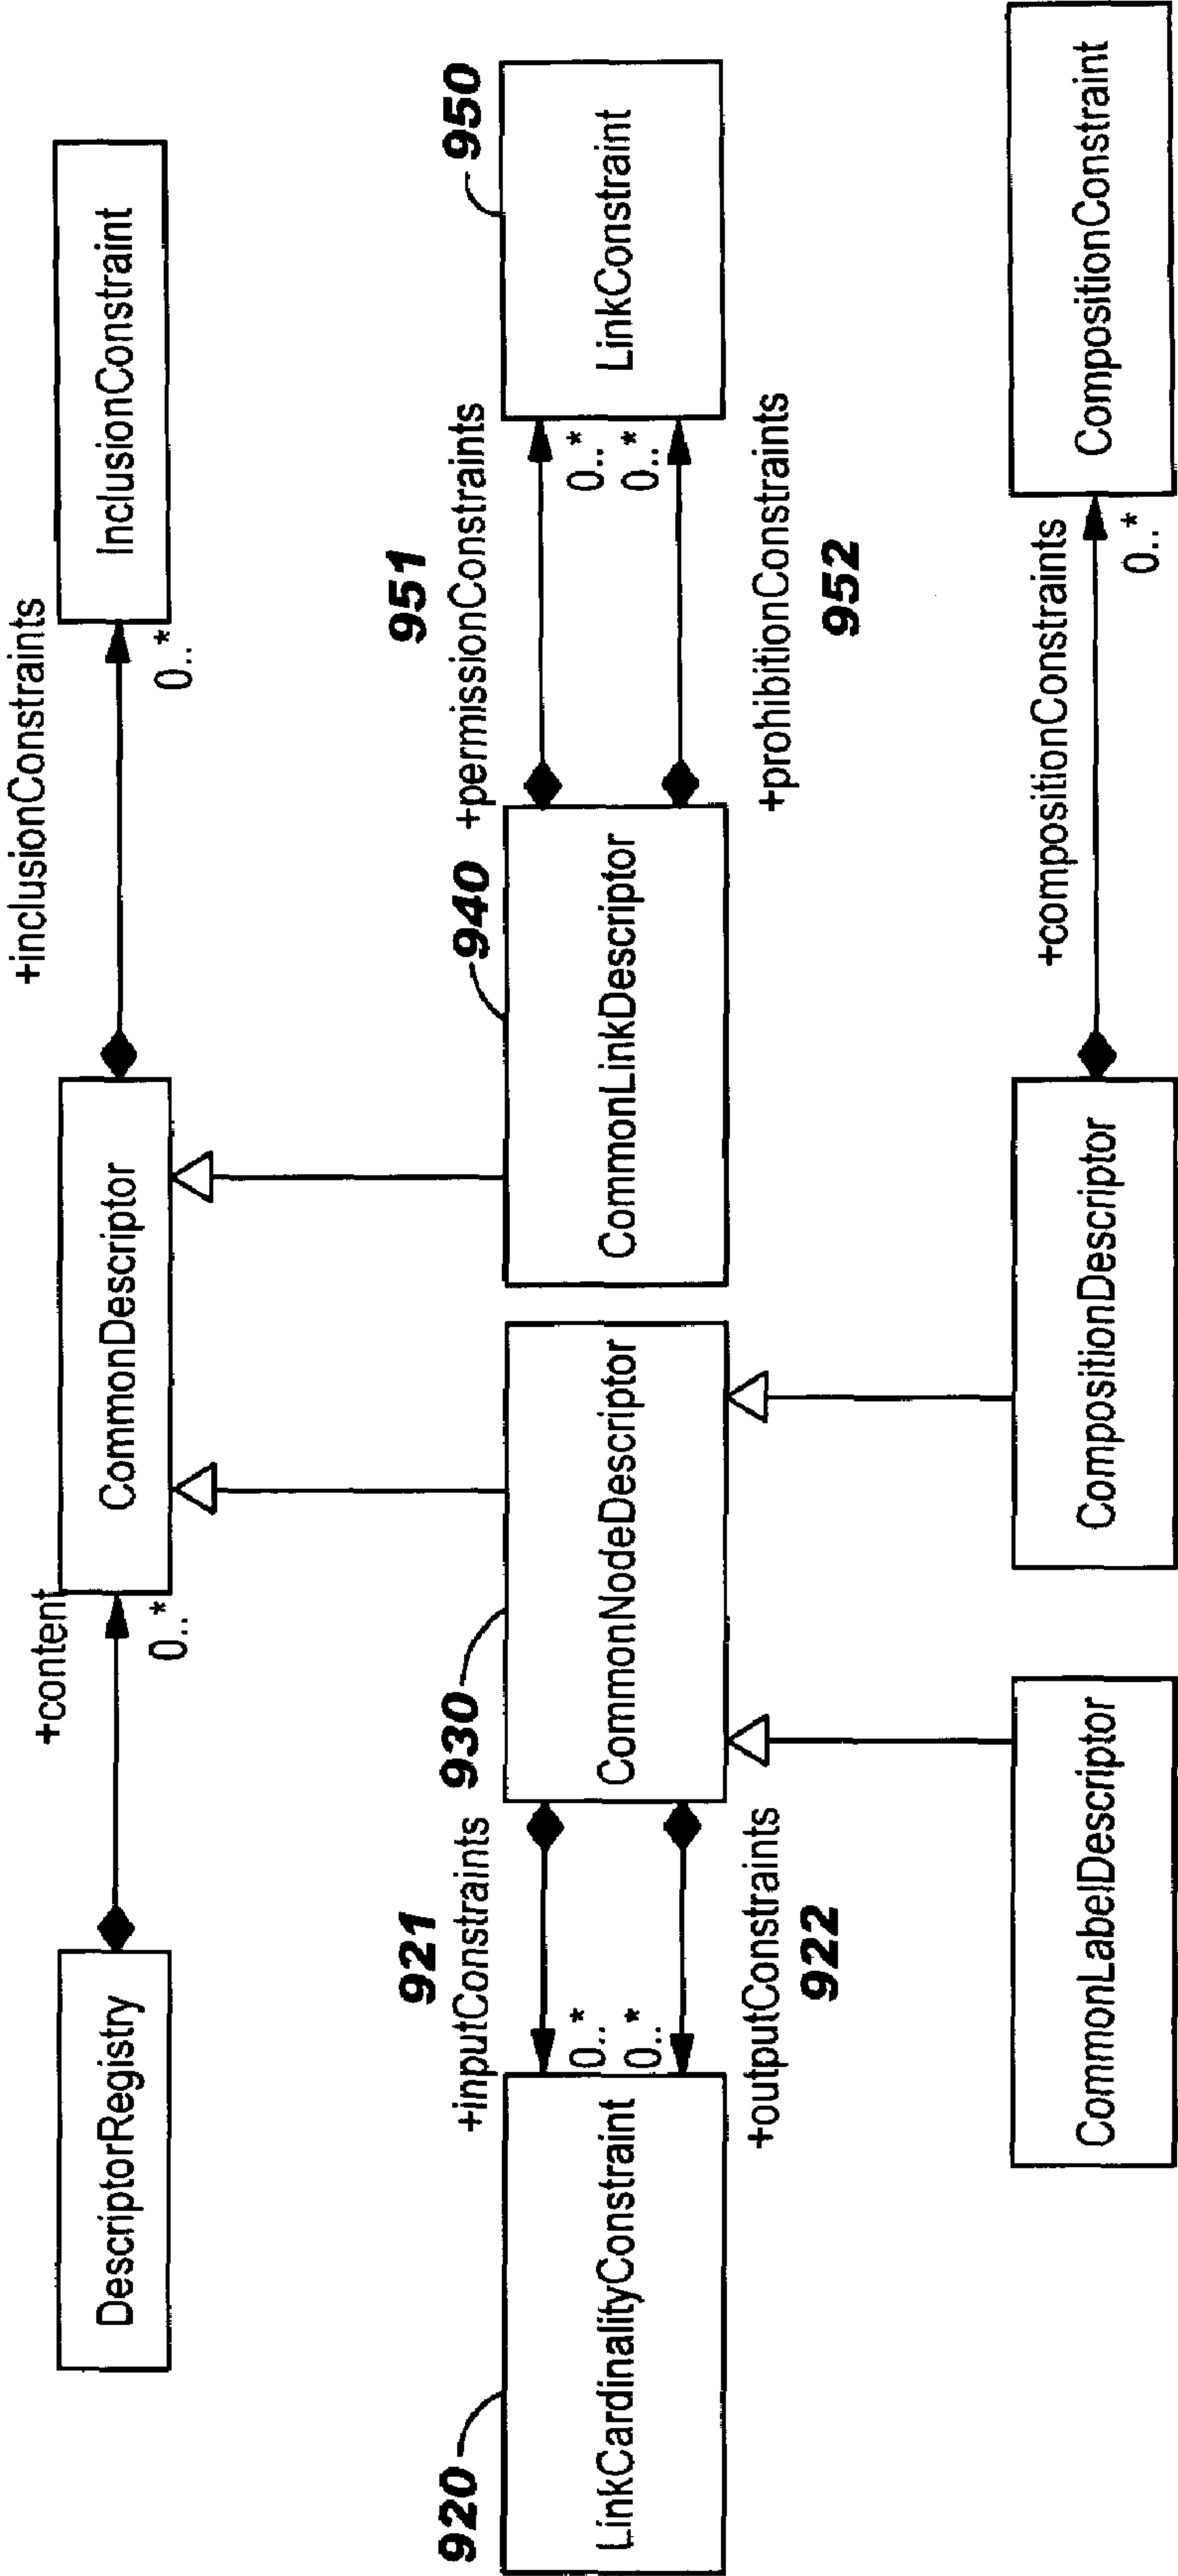 +content
+inclusionConstraints
DescriptorRegistry
CommonDescriptor
InclusionConstraint
0..*
0..*
921
951
920
+inputConstraints
930
940
+permissionConstraints
950
LinkCardinalityConstraint
0..*
0..*
CommonNodeDescriptor
CommonLinkDescriptor
0..*
0..*
LinkConstraint
+outputConstraints
+prohibitionConstraints
922
952
+compositionConstraints
CommonLabelDescriptor
CompositionDescriptor
CompositionConstraint
0..*